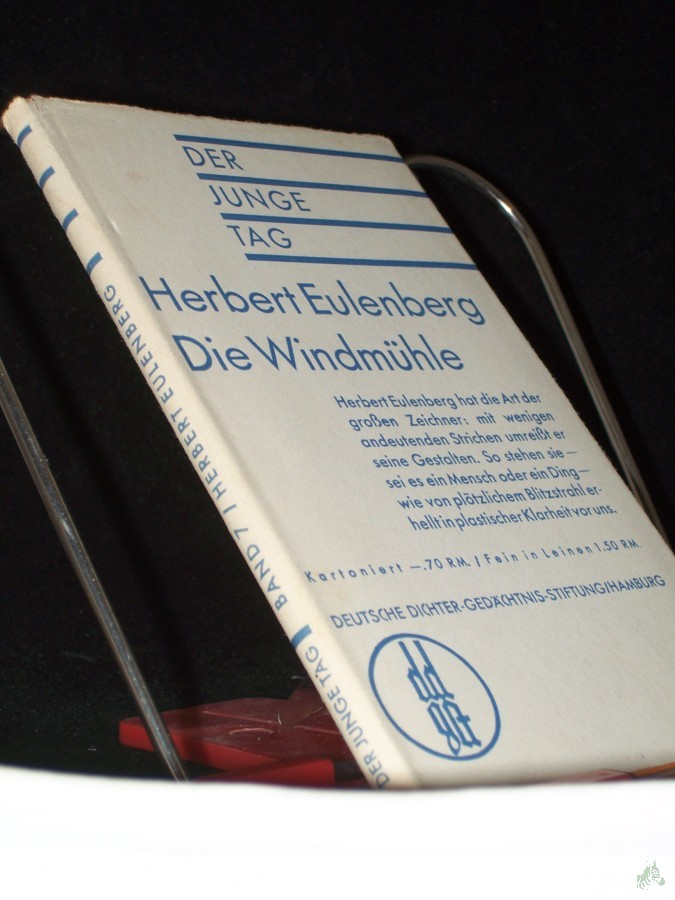 DER
JUNGE
TAG
Herbert Eulenberg
Die Windmühle
Herbert Eulenberg hat die Art der
großen Zeichner: mit wenigen
andeutenden Strichen umreißt er
seine Gestalten. So stehen sie —
sei es ein Mensch oder ein Ding —
wie von plötzlichem Blitzstrahl er-
hellt in plastischer Klarheit vor uns.
Kartoniert —.70 R.M. / Fein in Leinen 1.50 R.M.
DEUTSCHE DICHTER-GEDÄCHTNIS-STIFTUNG/HAMBURG
dd
gst
DER JUNGE TAG BAND 7 / HERBERT EULENBERG